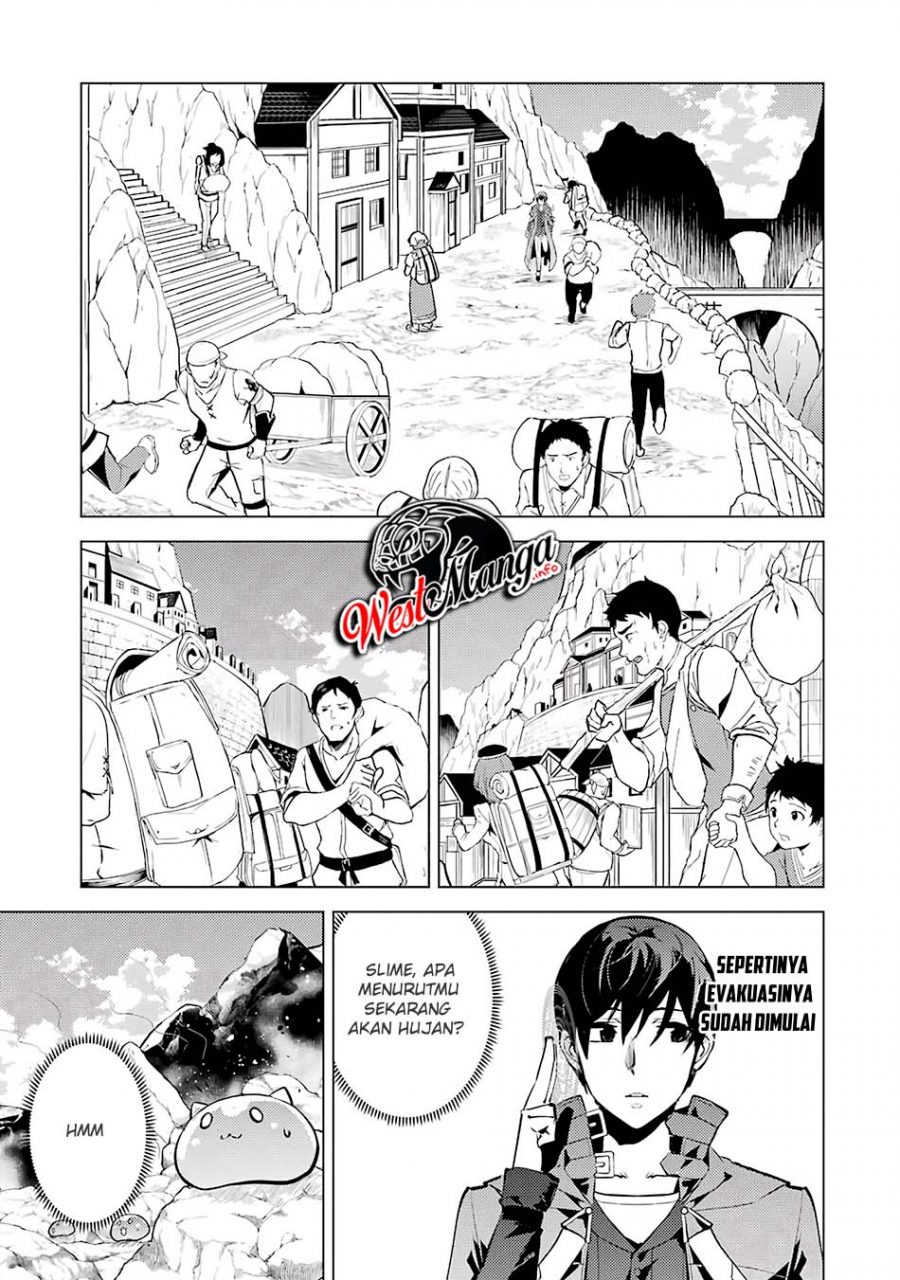 WestManga
.info
SEPERTINYA
EVAKUASINYA
SUDAH DIMULAI
SLIME, APA
MENURUTMU
SEKARANG
AKAN HUJAN?
HMM